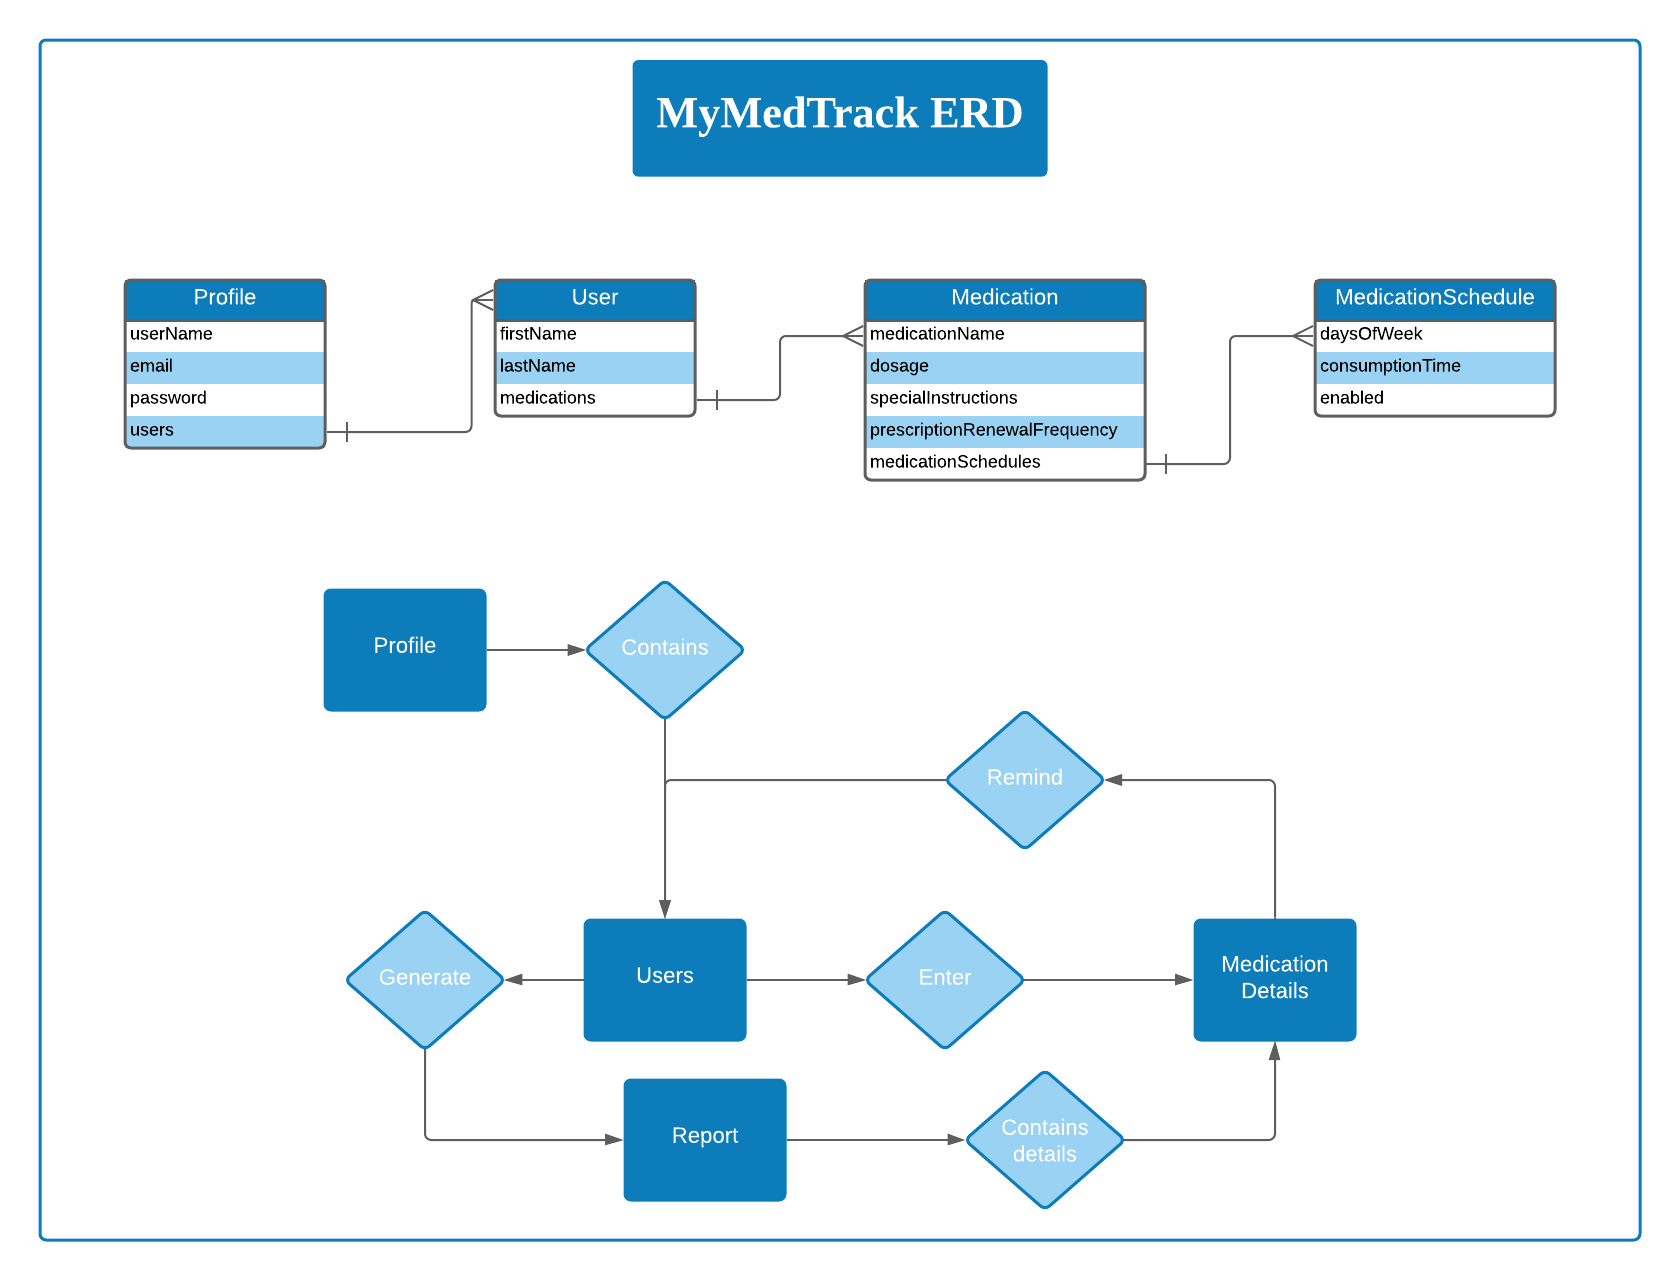 MyMedTrack ERD
Profile
userName
email
password
users
User
firstName
lastName
medications
Medication
medicationName
dosage
specialInstructions
prescriptionRenewalFrequency
medicationSchedules
MedicationSchedule
daysOfWeek
consumptionTime
enabled
Profile
Contains
Remind
Generate
Users
Enter
Medication
Details
Report
Contains
details